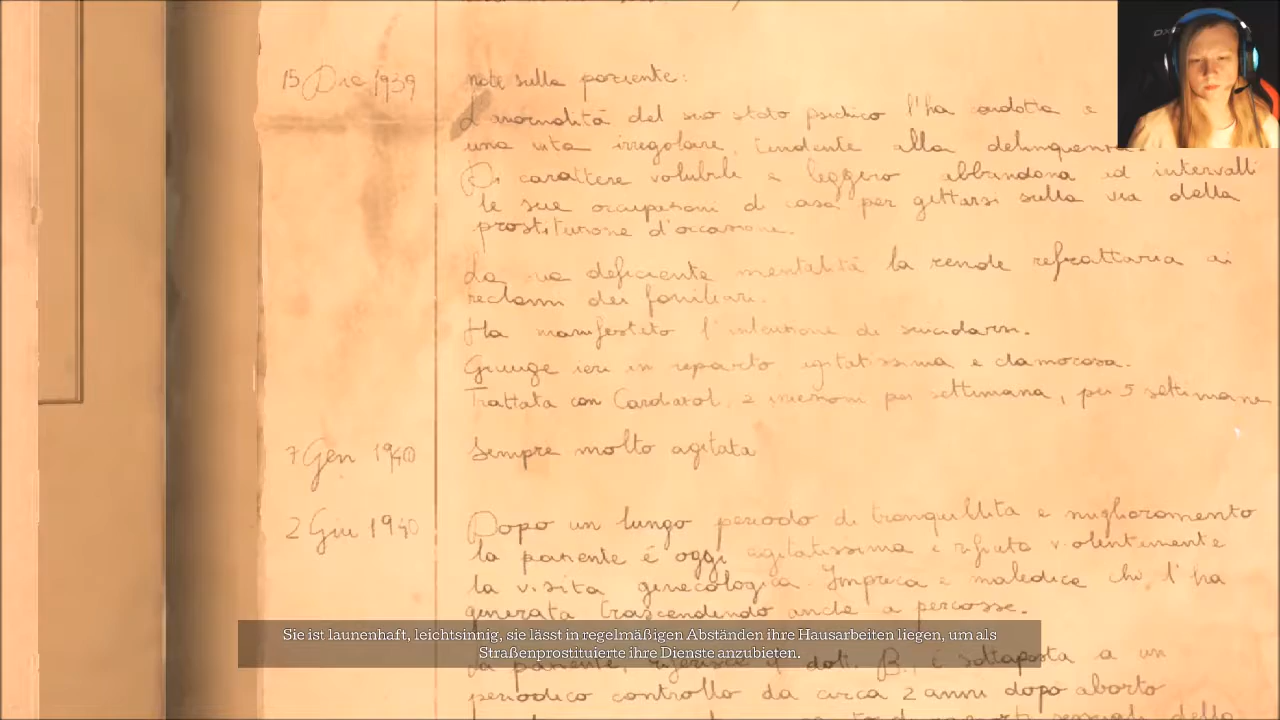 15 Dic 1939
note sulla paziente:
L'anormalità del suo stato psichico l'ha condotta a
una vita irregolare, tendente alla delinquenza.
Di carattere volubile e leggero abbandona ad intervalli
le sue occupazioni di casa per gettarsi sulla via della
prostituzione d'occasione.
La sua deficiente mentalità la rende refrattaria ai
reclami dei familiari.
Ha manifestato l'intenzione di suicidarsi.
Giunge ieri in reparto agitatissima e clamorosa.
Trattata con Cardiazol, 2 iniezioni per settimana, per 5 settimane
7 Gen 1940
Sempre molto agitata
2 Giu 1940
Dopo un lungo periodo di tranquillità e miglioramento
la paziente è oggi agitatissima e rifiuta violentemente
la visita ginecologica. Impreca e maledice chi l'ha
generata trascendendo anche a percosse.
Sie ist launenhaft, leichtsinnig, sie lässt in regelmäßigen Abständen ihre Hausarbeiten liegen, um als
Straßenprostituierte ihre Dienste anzubieten.
La paziente, riferisce il dott. B., è sottoposta a un
periodico controllo da circa 2 anni dopo aborto